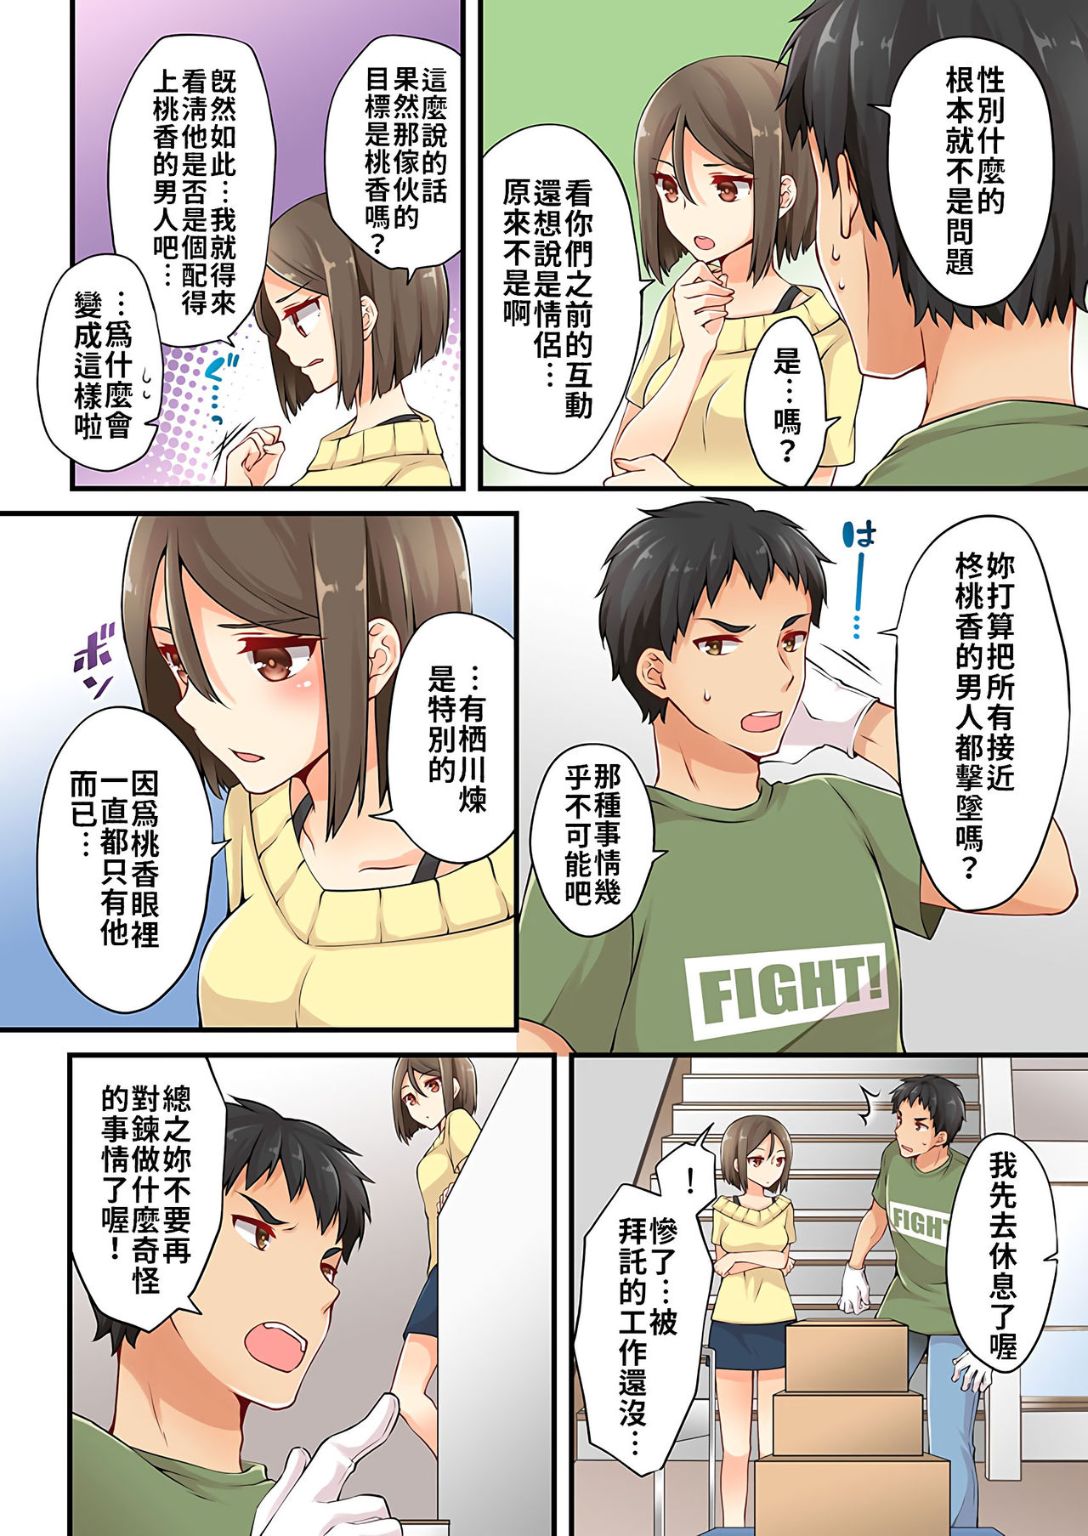 性別什麼的
根本就不是問題
是…嗎？
看你們之前的互動
還想說是情侶…
原來不是啊
這麼說的話
果然那傢伙的
目標是桃香嗎？
既然如此…我就得來
看清他是否是個配得
上桃香的男人吧…
ぐ…
…爲什麼會
變成這樣啦
妳打算把所有接近
柊桃香的男人都擊墜嗎？
はー…
那種事情幾
乎不可能吧
FIGHT!
…有栖川煉
是特別的
ボソ
因爲桃香眼裡
一直都只有他
而已…
我先去休息了喔
！
慘了…被
拜託的工作還沒…
FIGHT!
總之妳不要再
對鍊做什麼奇怪
的事情了喔！